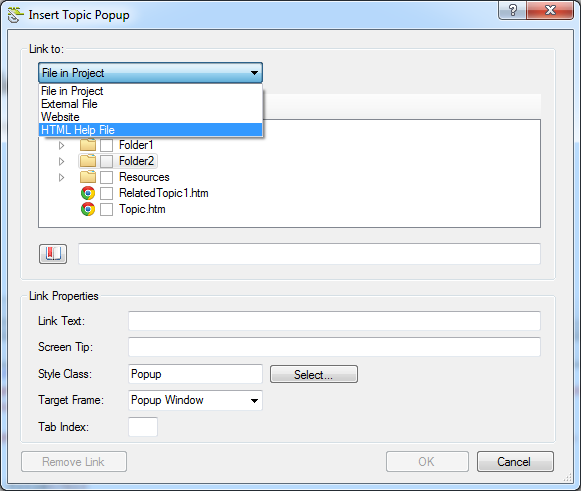 Insert Topic Popup
?
Link to:
File in Project
File in Project
External File
Website
HTML Help File
Folder1
Folder2
Resources
RelatedTopic1.htm
Topic.htm
Link Properties
Link Text:
Screen Tip:
Style Class: Popup Select...
Target Frame: Popup Window
Tab Index:
Remove Link OK Cancel